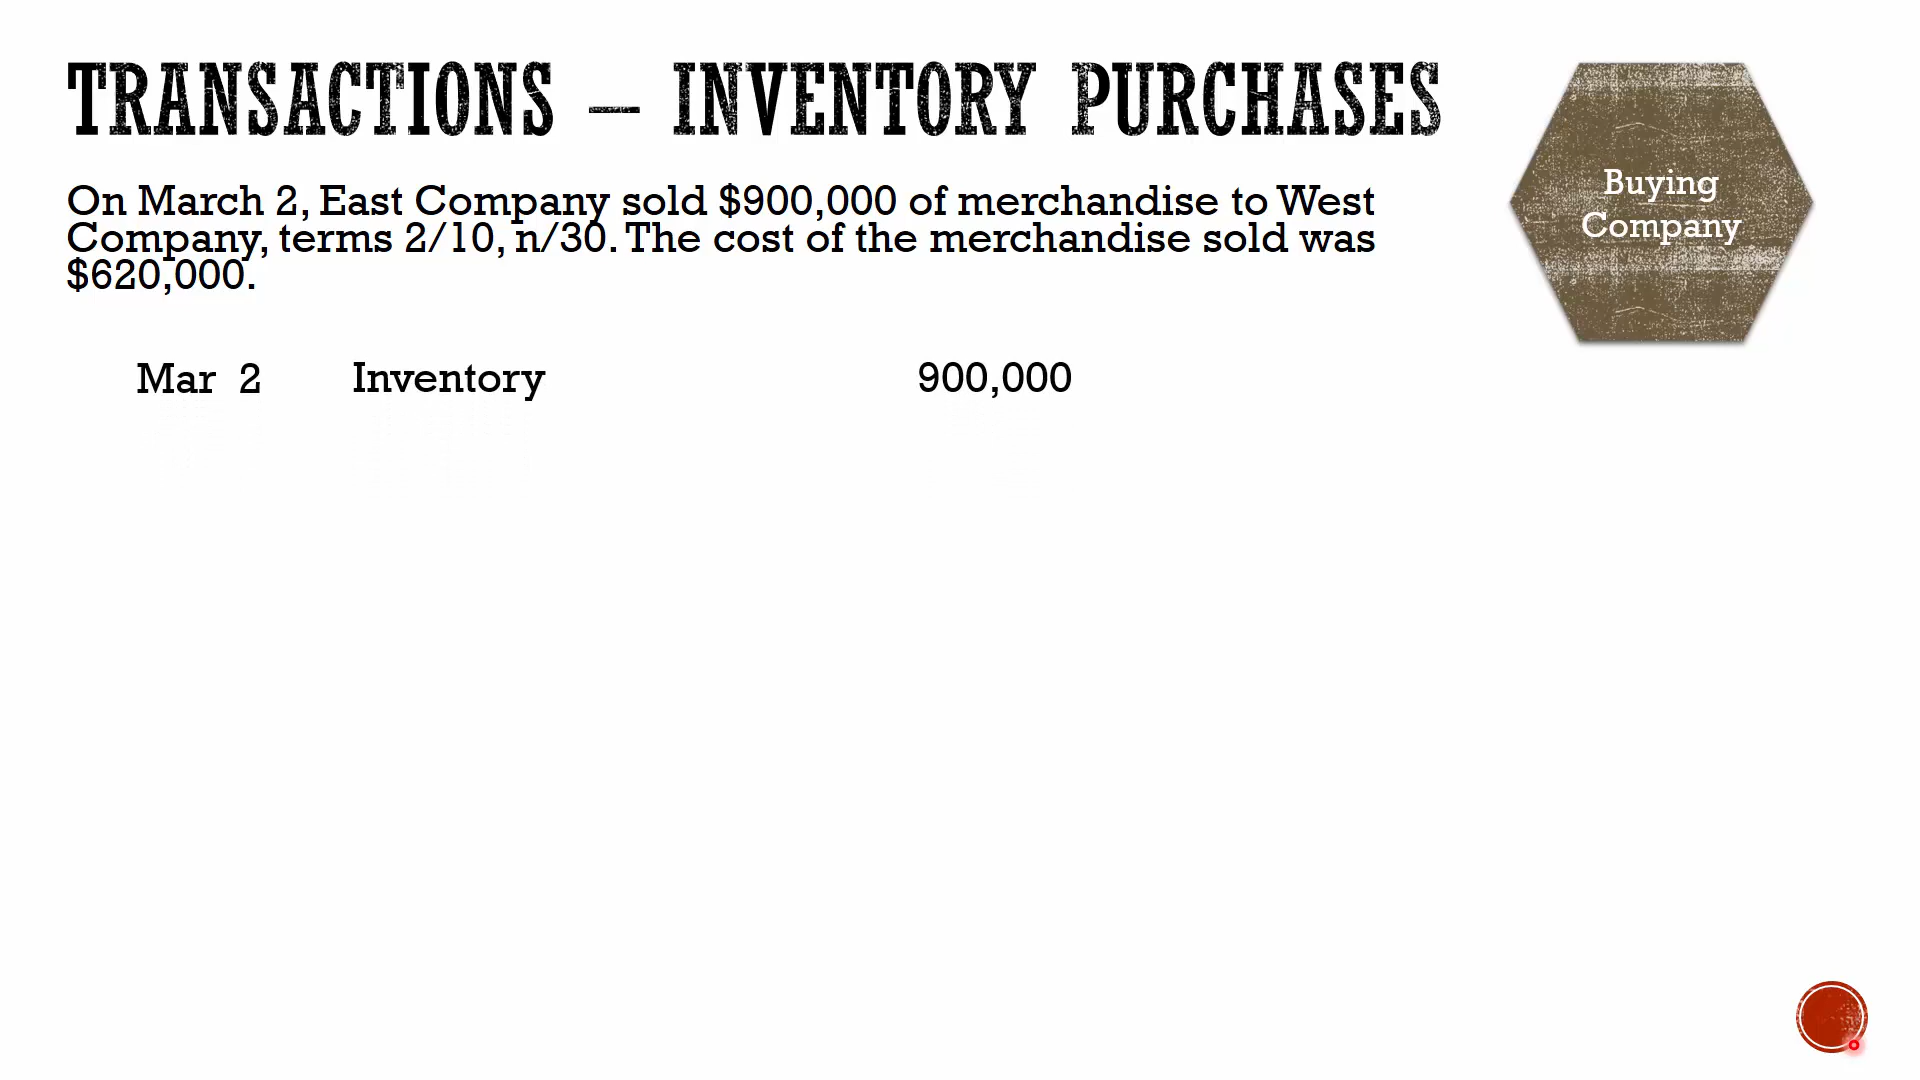 TRANSACTIONS – INVENTORY PURCHASES
On March 2, East Company sold $900,000 of merchandise to West
Company, terms 2/10, n/30. The cost of the merchandise sold was
$620,000.
Buying
Company
Mar 2 Inventory 900,000